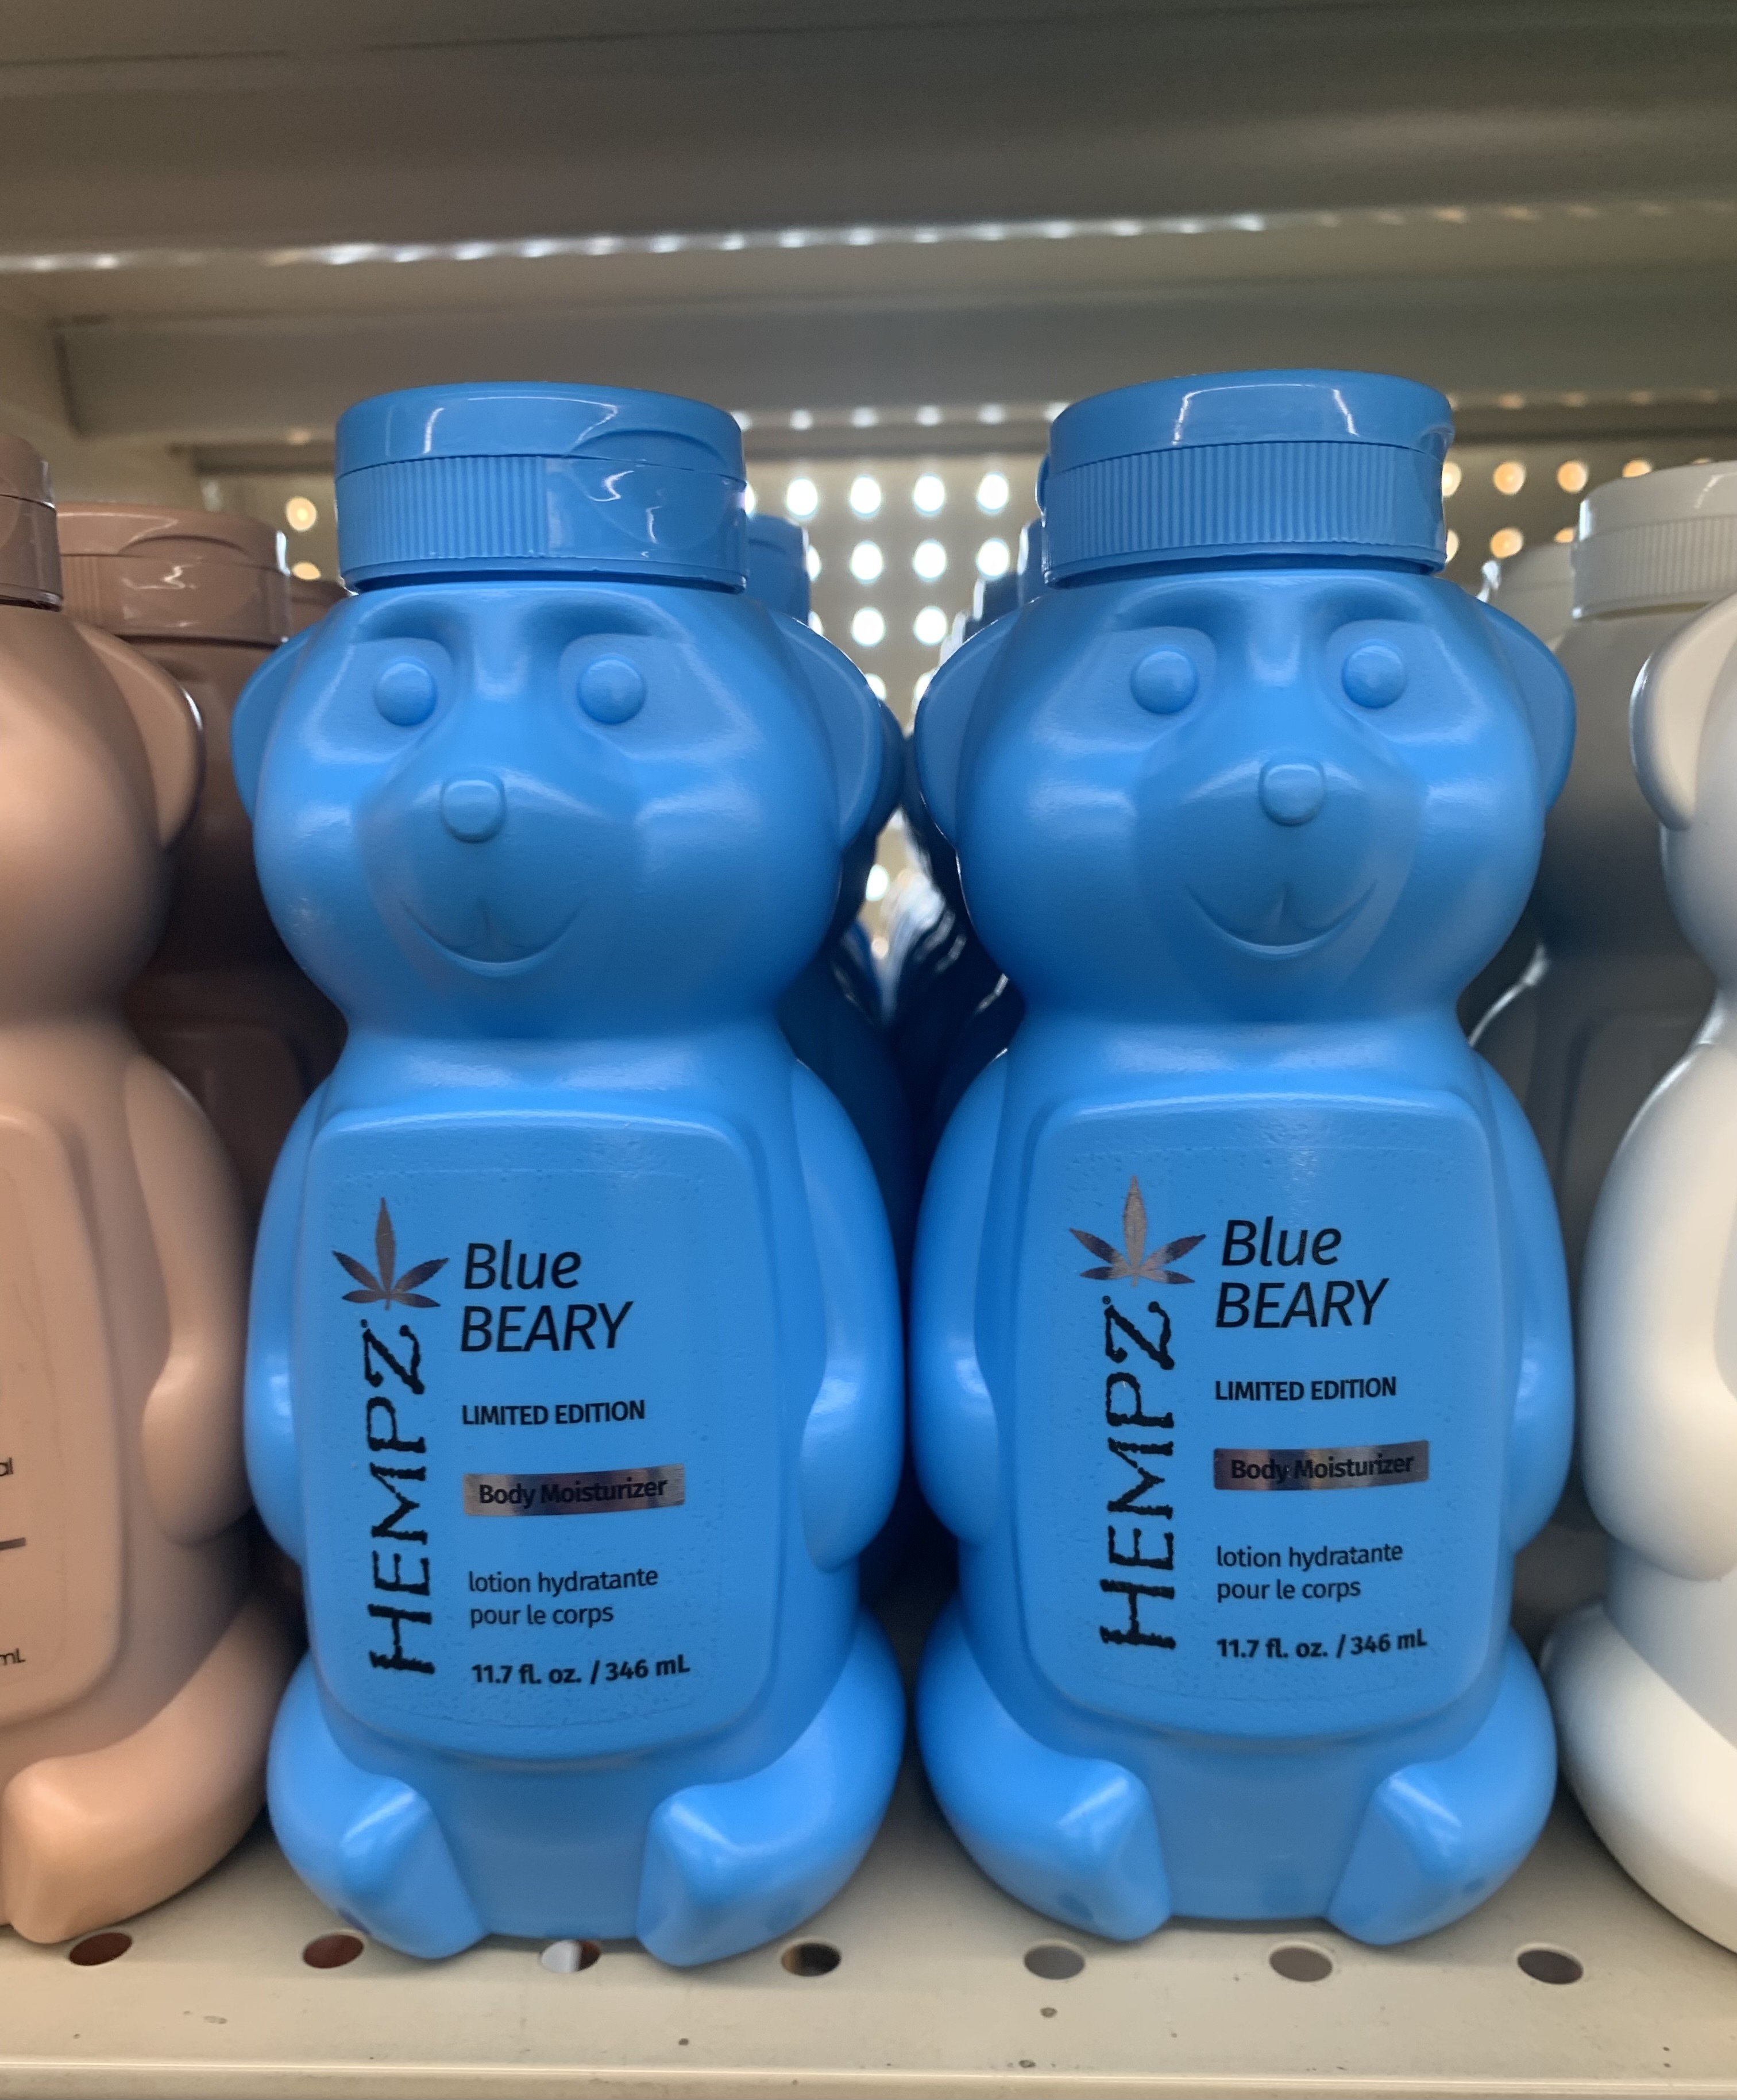 Blue
BEARY
LIMITED EDITION
Body Moisturizer
lotion hydratante
pour le corps
11.7 fl. oz. / 346 mL
HEMPZ
Blue
BEARY
LIMITED EDITION
Body Moisturizer
lotion hydratante
pour le corps
11.7 fl. oz. / 346 mL
HEMPZ
mL